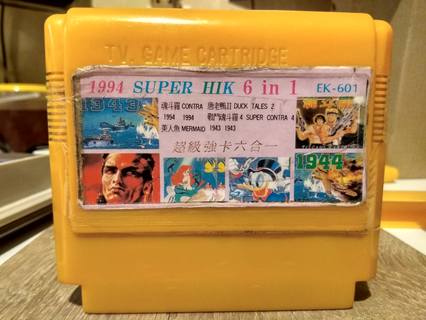 T.V. GAME CARTRIDGE
1994 SUPER HIK 6 in 1 EK-601
1943
魂斗羅 CONTRA 唐老鴨II DUCK TALES 2
1954 1994 戰鬥魂斗羅 4 SUPER CONTRA 4
美人魚 MERMAID 1943 1943
超級強卡六合一
1944